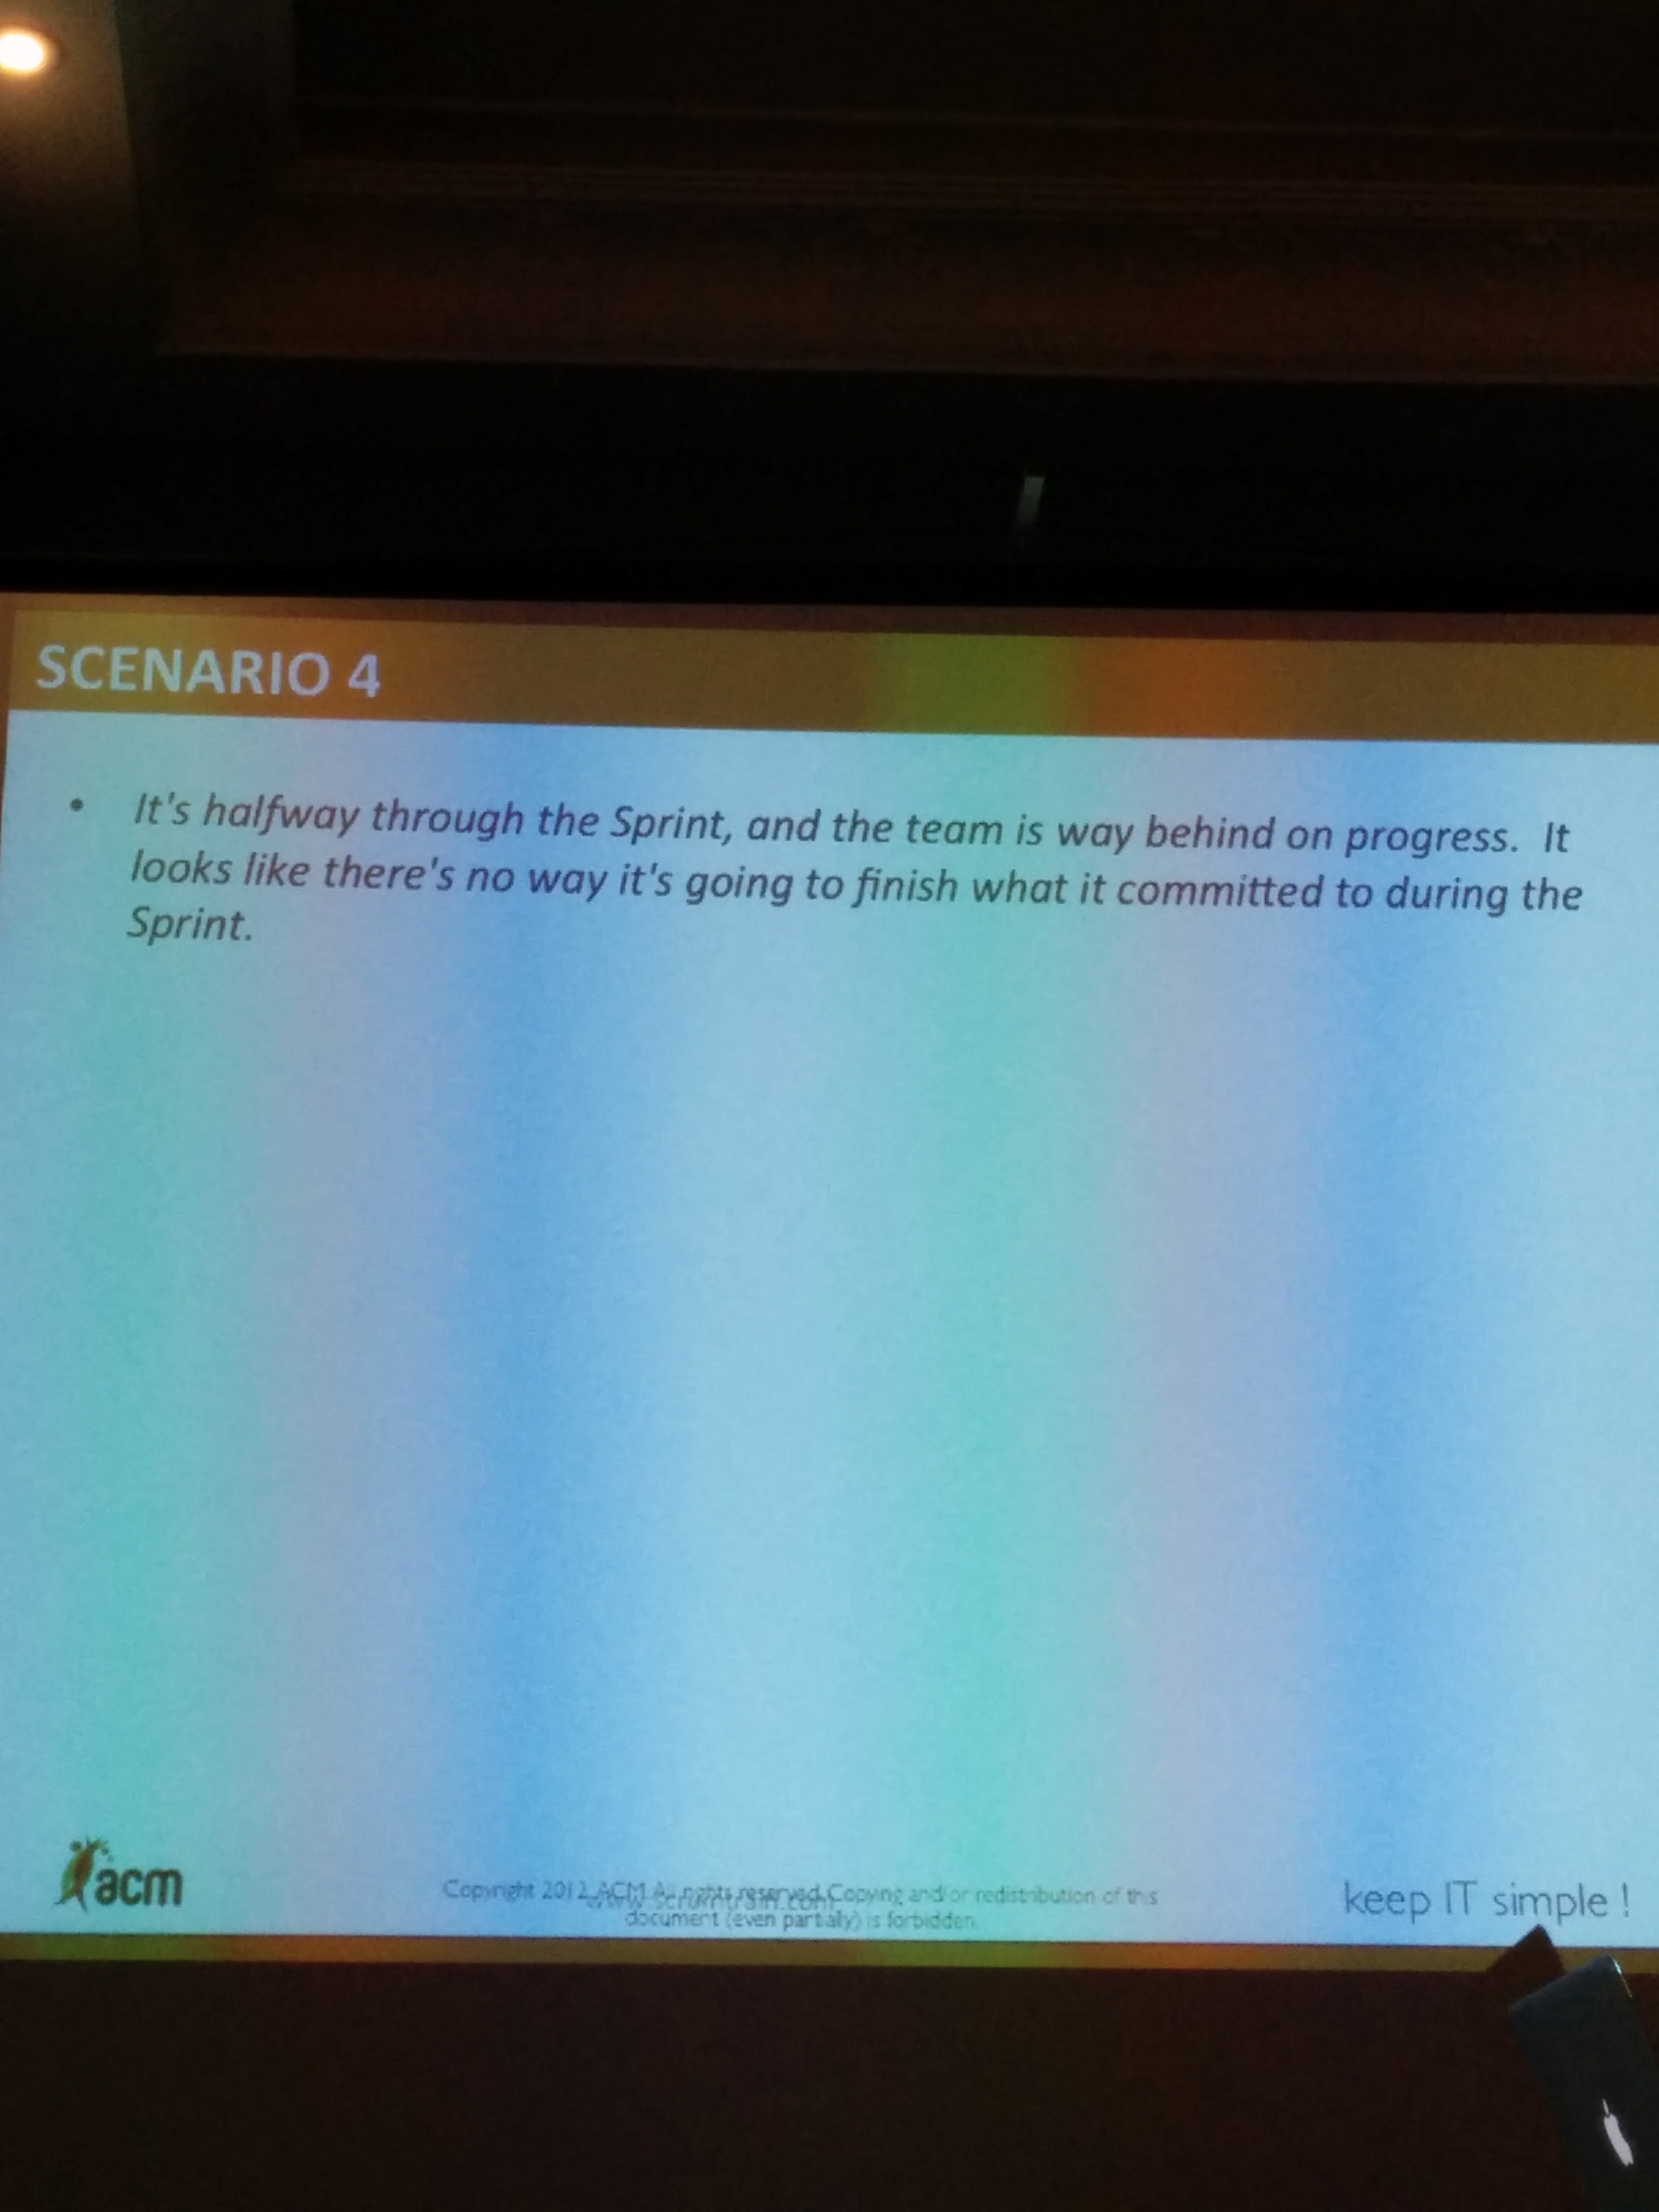 SCENARIO 4
• It's halfway through the Sprint, and the team is way behind on progress. It
looks like there's no way it's going to finish what it committed to during the
Sprint.
acm
Copyright 2012 ACM All rights reserved. Copying and/or redistribution of this
www.scrumtrain.com
document (even partially) is forbidden.
keep IT simple !